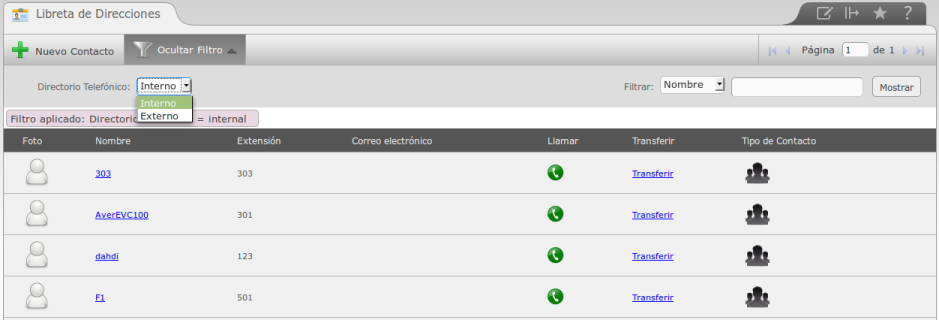 Libreta de Direcciones ?
Nuevo Contacto Ocultar Filtro Página 1 de 1
Directorio Telefónico: Interno Filtrar: Nombre Mostrar
Interno
Externo
Filtro aplicado: Directorio = internal
Foto Nombre Extensión Correo electrónico Llamar Transferir Tipo de Contacto
303 303 Transferir
AverEVC100 301 Transferir
dahdi 123 Transferir
F1 501 Transferir